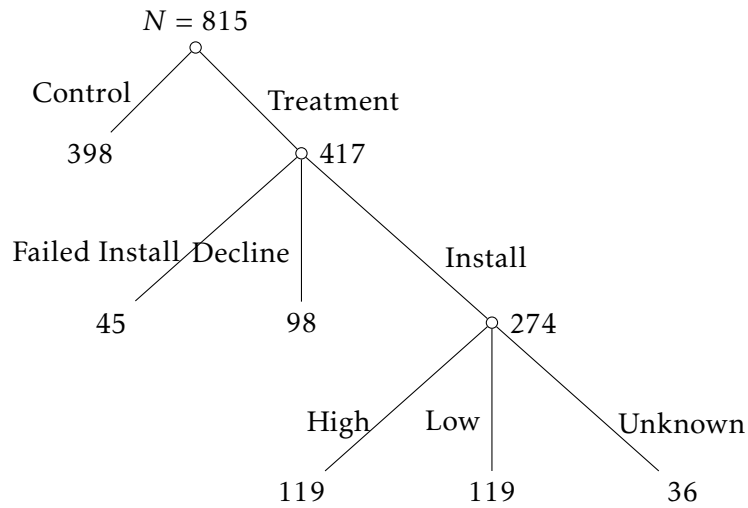 N = 815
Control
Treatment
398
417
Failed Install
Decline
Install
45
98
274
High
Low
Unknown
119
119
36